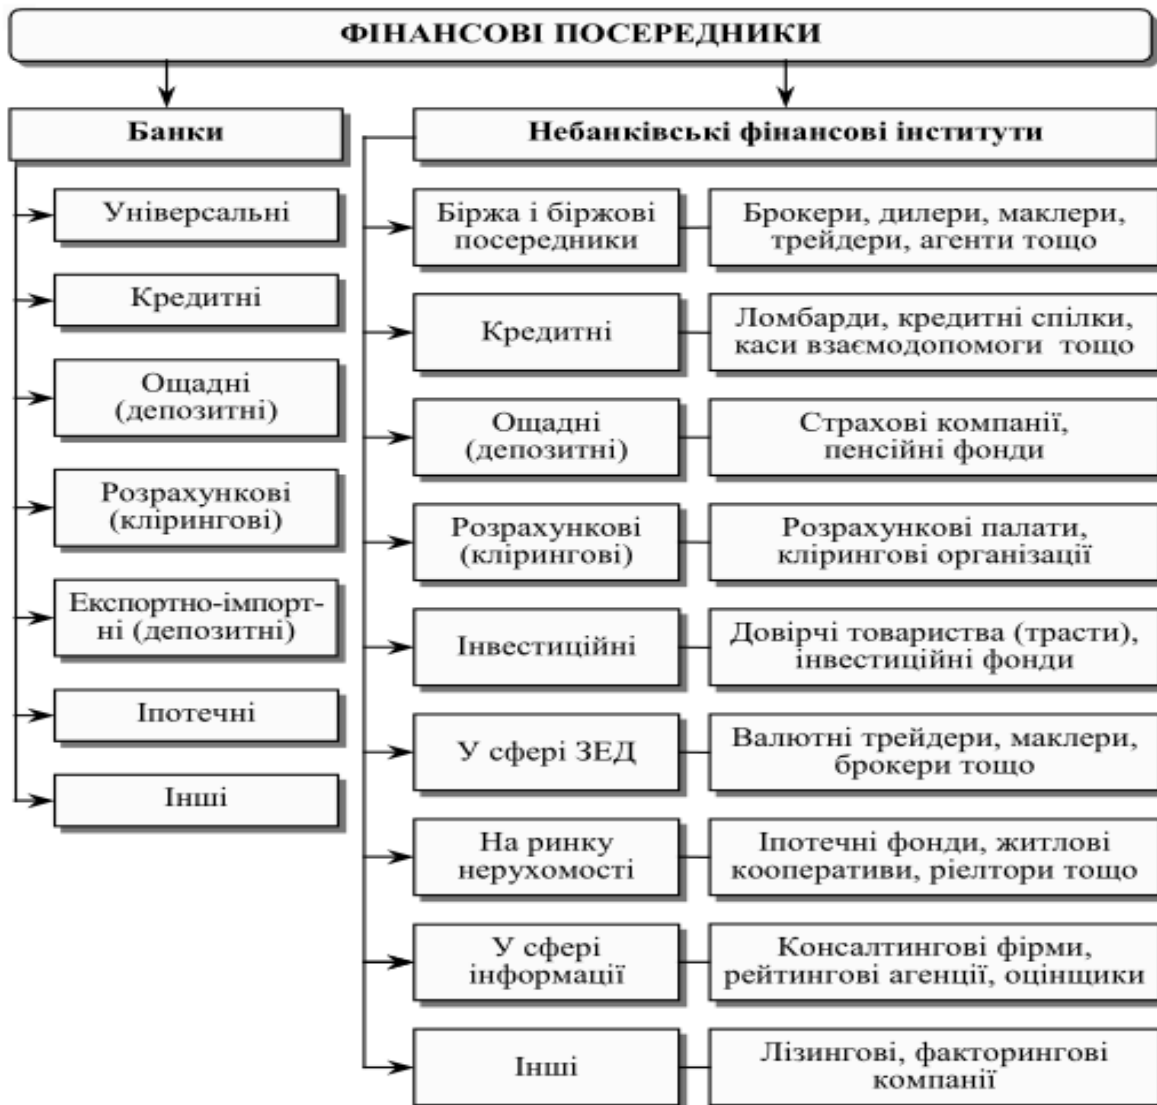 ФІНАНСОВІ ПОСЕРЕДНИКИ
Банки
Універсальні
Кредитні
Ощадні
(депозитні)
Розрахункові
(клірингові)
Експортно-імпорт-
ні (депозитні)
Іпотечні
Інші
Небанківські фінансові інститути
Біржа і біржові
посередники
Брокери, дилери, маклери,
трейдери, агенти тощо
Кредитні
Ломбарди, кредитні спілки,
каси взаємодопомоги тощо
Ощадні
(депозитні)
Страхові компанії,
пенсійні фонди
Розрахункові
(клірингові)
Розрахункові палати,
клірингові організації
Інвестиційні
Довірчі товариства (трасти),
інвестиційні фонди
У сфері ЗЕД
Валютні трейдери, маклери,
брокери тощо
На ринку
нерухомості
Іпотечні фонди, житлові
кооперативи, ріелтори тощо
У сфері
інформації
Консалтингові фірми,
рейтингові агенції, оцінщики
Інші
Лізингові, факторингові
компанії